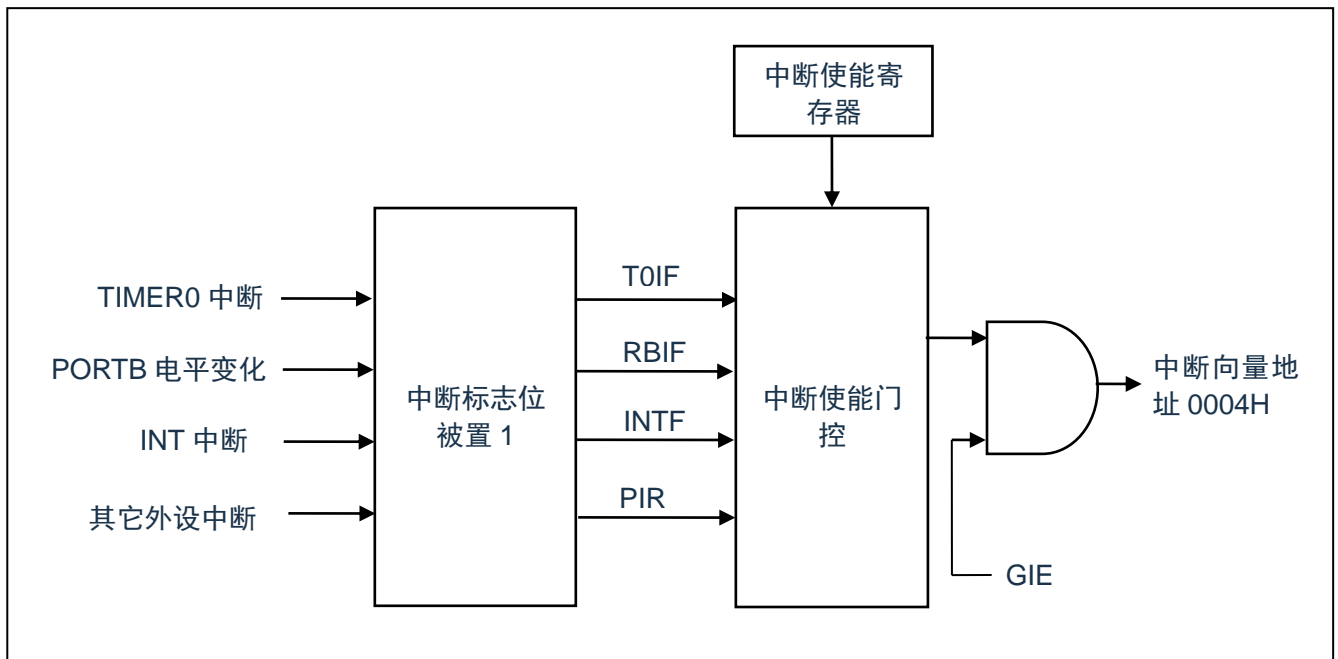 中断使能寄
存器
TIMER0 中断
PORTB 电平变化
INT 中断
其它外设中断
中断标志位
被置 1
T0IF
RBIF
INTF
PIR
中断使能门
控
中断向量地
址 0004H
GIE